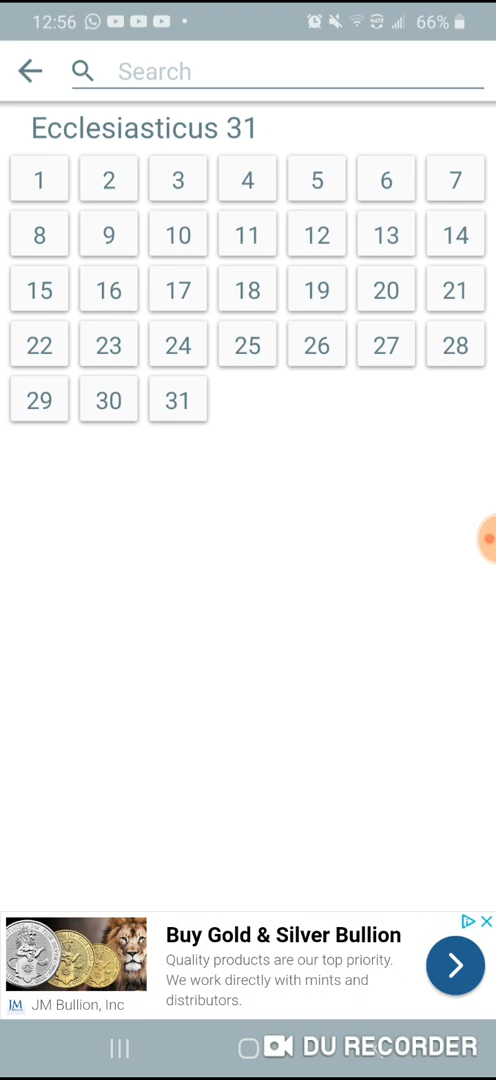 12:56 66%
Search
Ecclesiasticus 31
1 2 3 4 5 6 7
8 9 10 11 12 13 14
15 16 17 18 19 20 21
22 23 24 25 26 27 28
29 30 31
Buy Gold & Silver Bullion
Quality products are our top priority.
We work directly with mints and
distributors.
JM JM Bullion, Inc
DU RECORDER